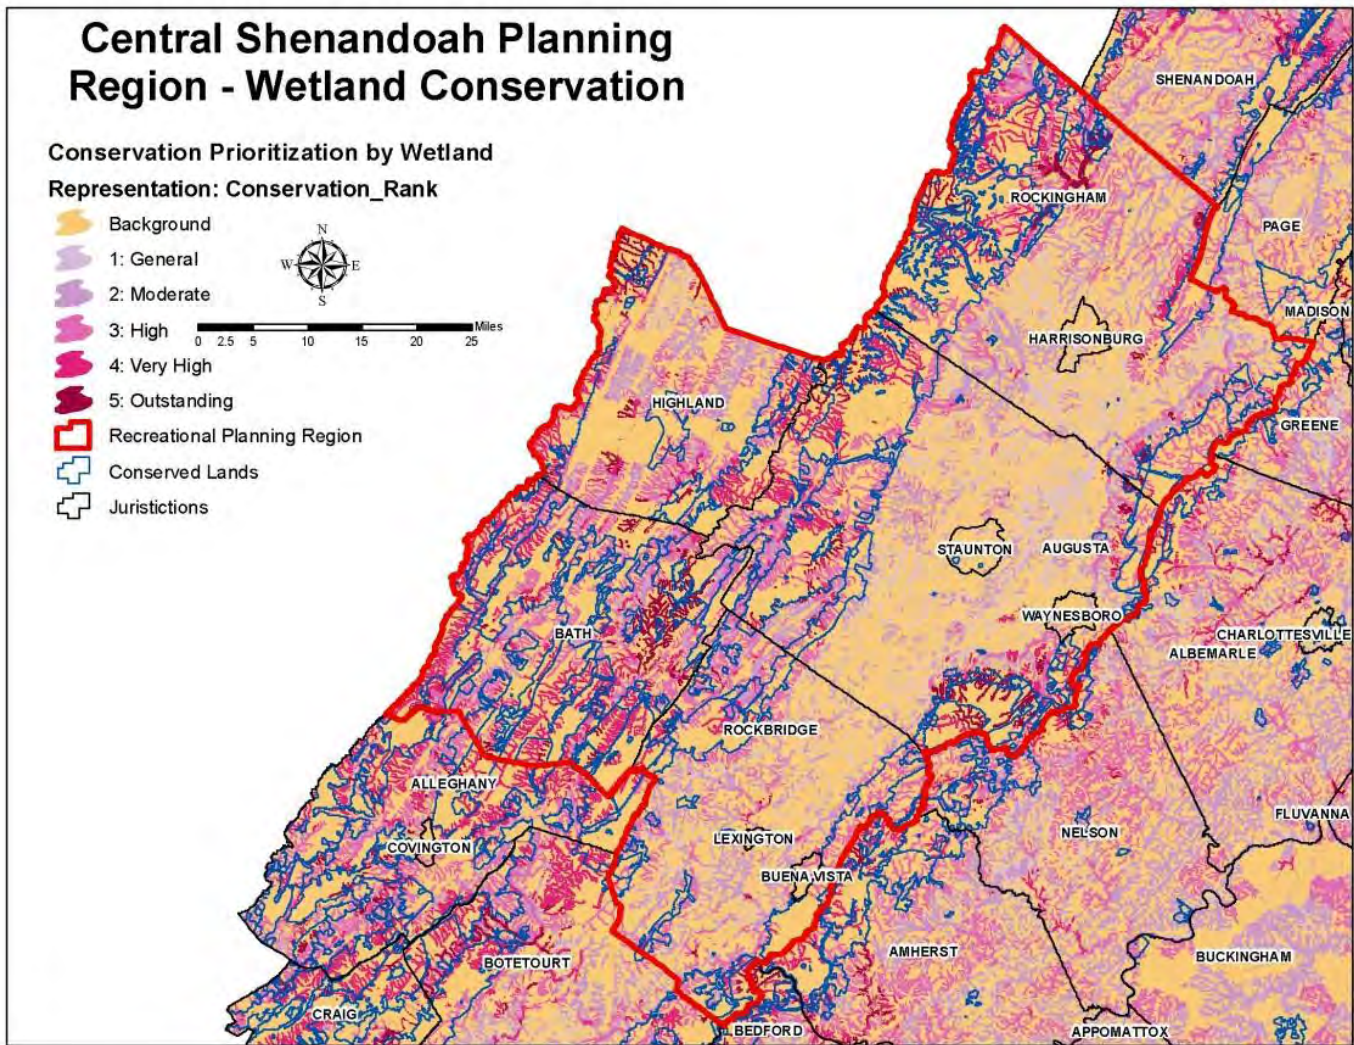 Central Shenandoah Planning
Region - Wetland Conservation
Conservation Prioritization by Wetland
Representation: Conservation_Rank
Background
1: General
2: Moderate
3: High
4: Very High
5: Outstanding
Recreational Planning Region
Conserved Lands
Juristictions
N
W E
S
Miles
0 2.5 5 10 15 20 25
SHENANDOAH
ROCKINGHAM
PAGE
MADISON
HARRISONBURG
HIGHLAND
GREENE
STAUNTON
AUGUSTA
WAYNESBORO
BATH
CHARLOTTESVILLE
ALBEMARLE
ROCKBRIDGE
ALLEGHANY
FLUVANNA
NELSON
LEXINGTON
COVINGTON
BUENA VISTA
AMHERST
BUCKINGHAM
BOTETOURT
CRAIG
BEDFORD
APPOMATTOX